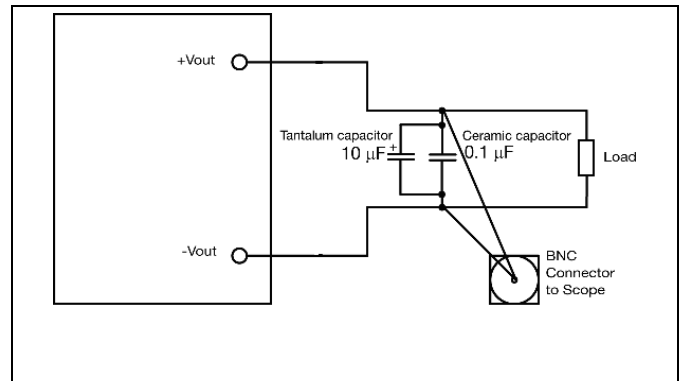 +Vout
Tantalum capacitor
10 µF
+
Ceramic capacitor
0.1 µF
Load
-Vout
BNC
Connector
to Scope